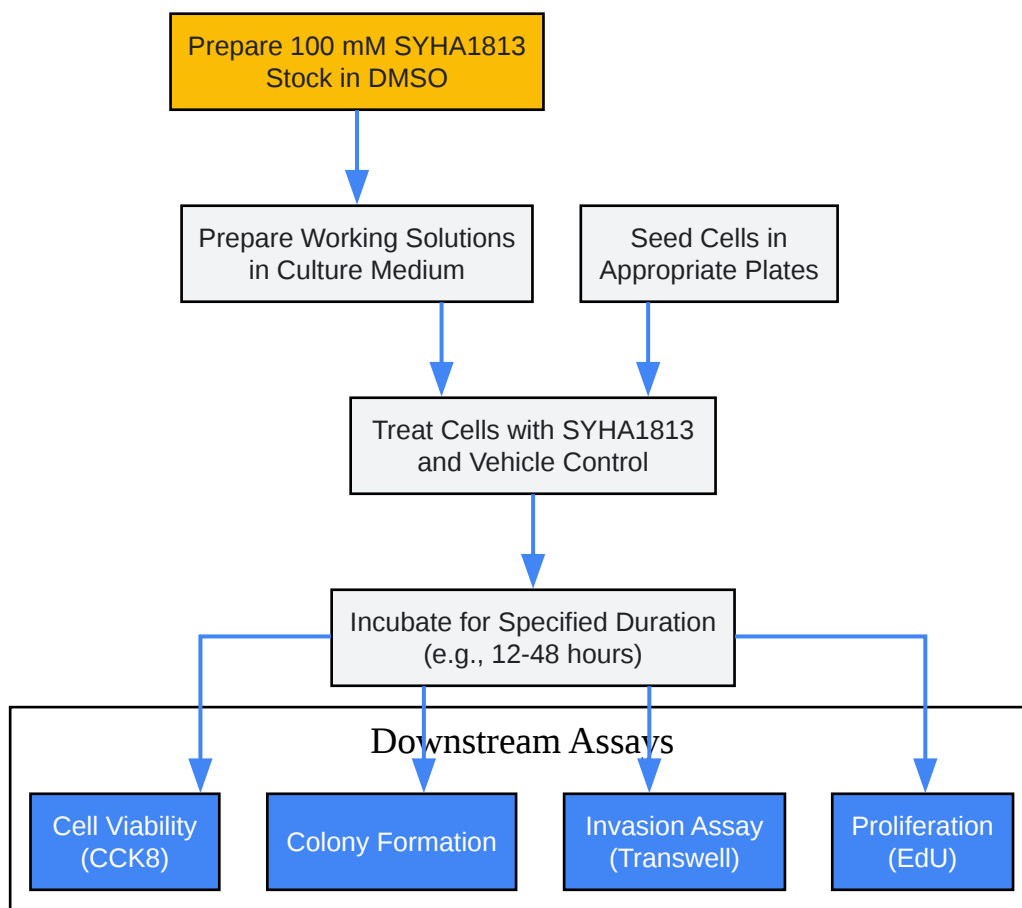 Prepare 100 mM SYHA1813
Stock in DMSO
Prepare Working Solutions
in Culture Medium
Seed Cells in
Appropriate Plates
Treat Cells with SYHA1813
and Vehicle Control
Incubate for Specified Duration
(e.g., 12-48 hours)
Downstream Assays
Cell Viability
(CCK8)
Colony Formation
Invasion Assay
(Transwell)
Proliferation
(EdU)